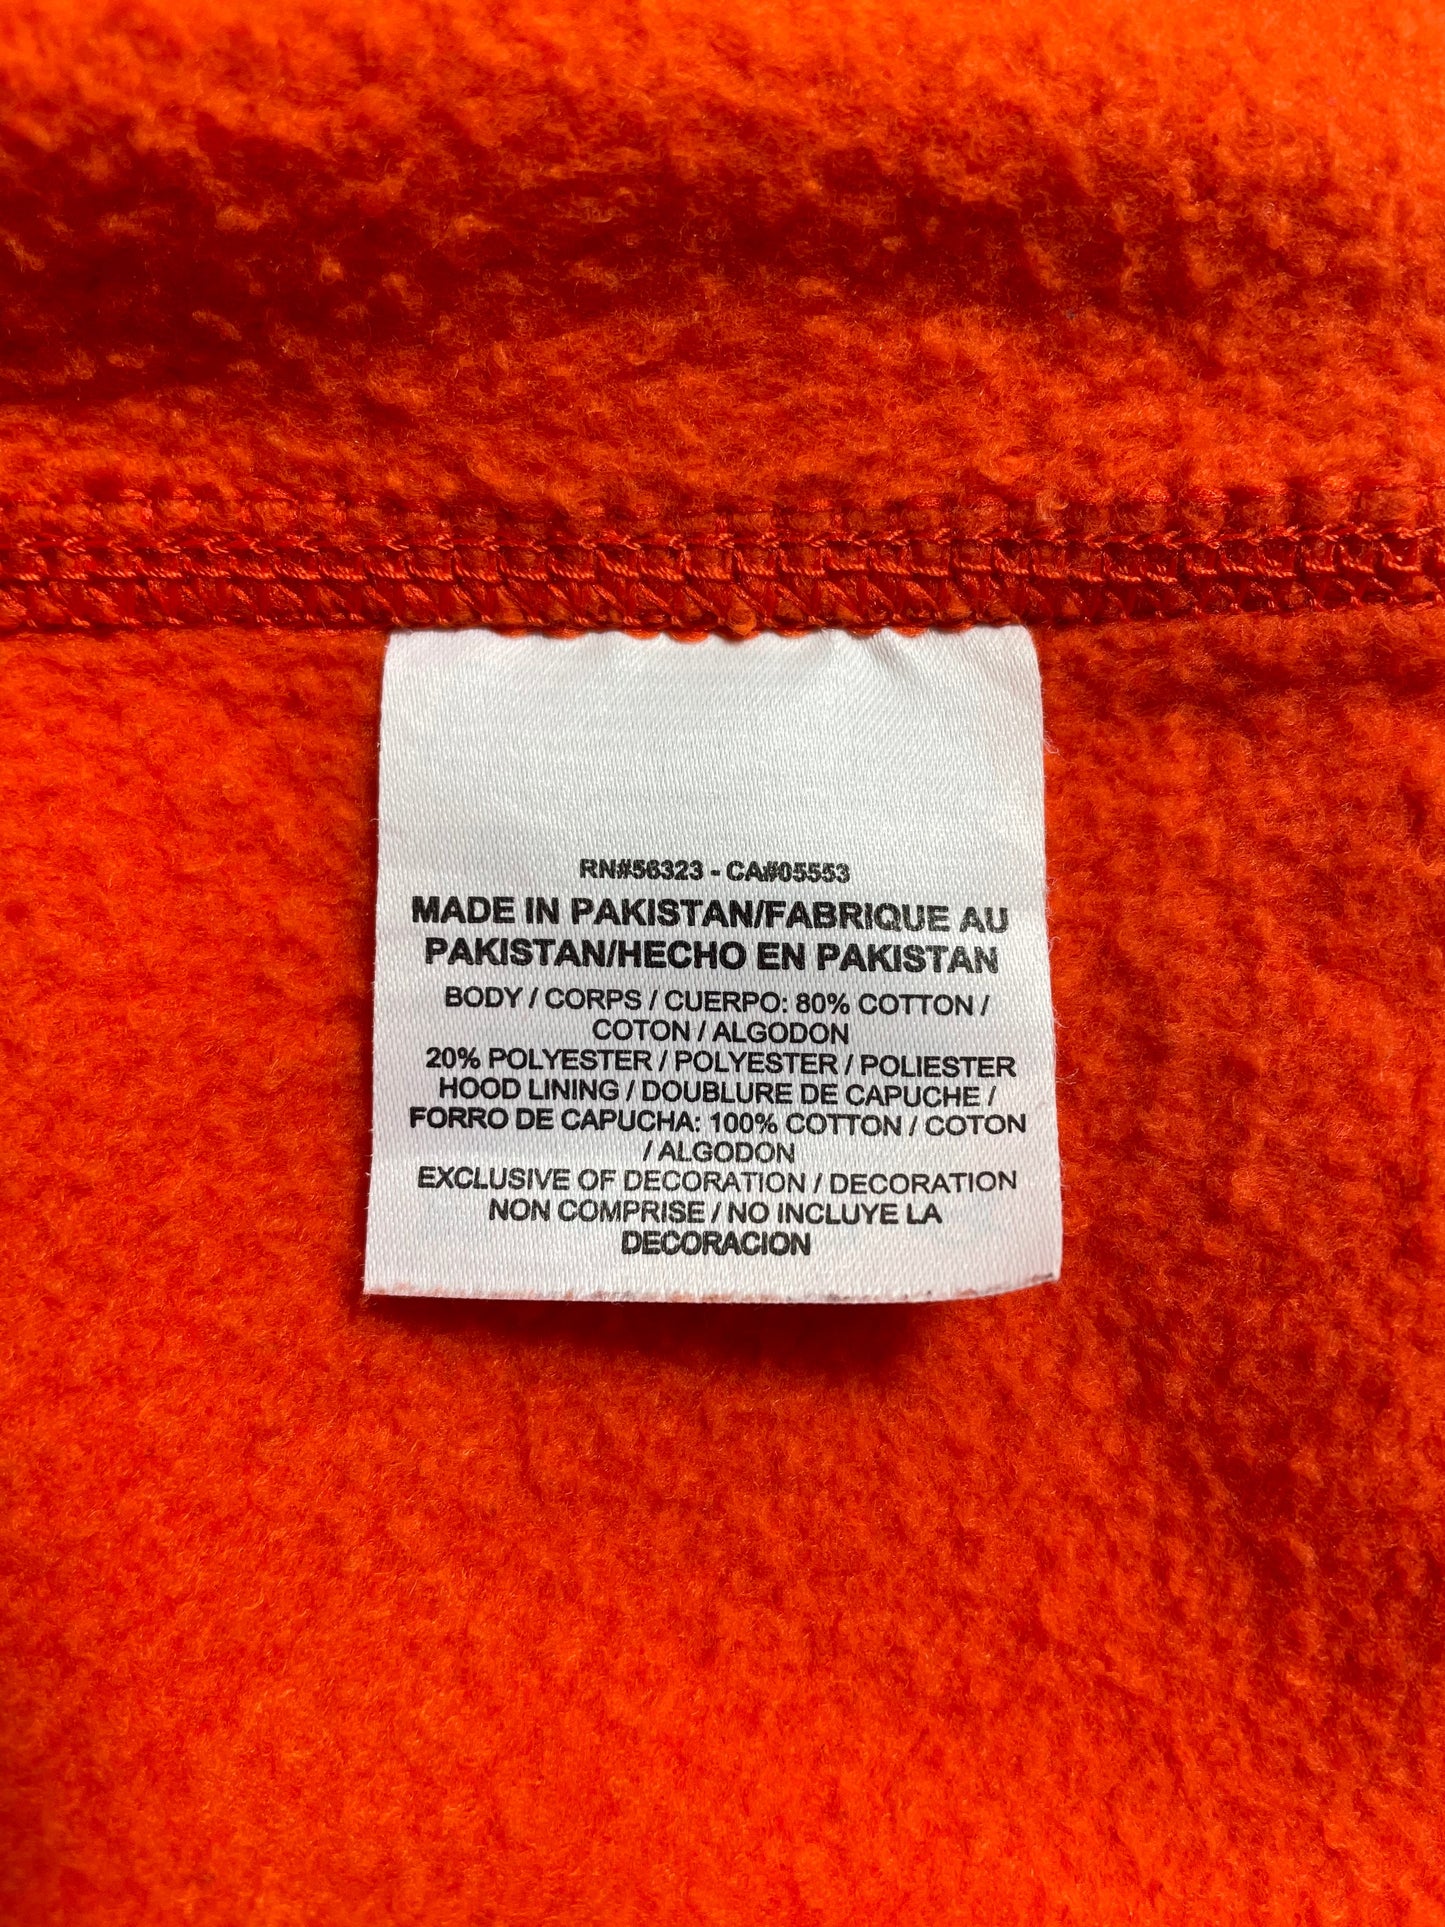 RN#56323 - CA#05553
MADE IN PAKISTAN/FABRIQUE AU
PAKISTAN/HECHO EN PAKISTAN
BODY / CORPS / CUERPO: 80% COTTON /
COTON / ALGODON
20% POLYESTER / POLYESTER / POLIESTER
HOOD LINING / DOUBLURE DE CAPUCHE /
FORRO DE CAPUCHA: 100% COTTON / COTON
/ ALGODON
EXCLUSIVE OF DECORATION / DECORATION
NON COMPRISE / NO INCLUYE LA
DECORACION